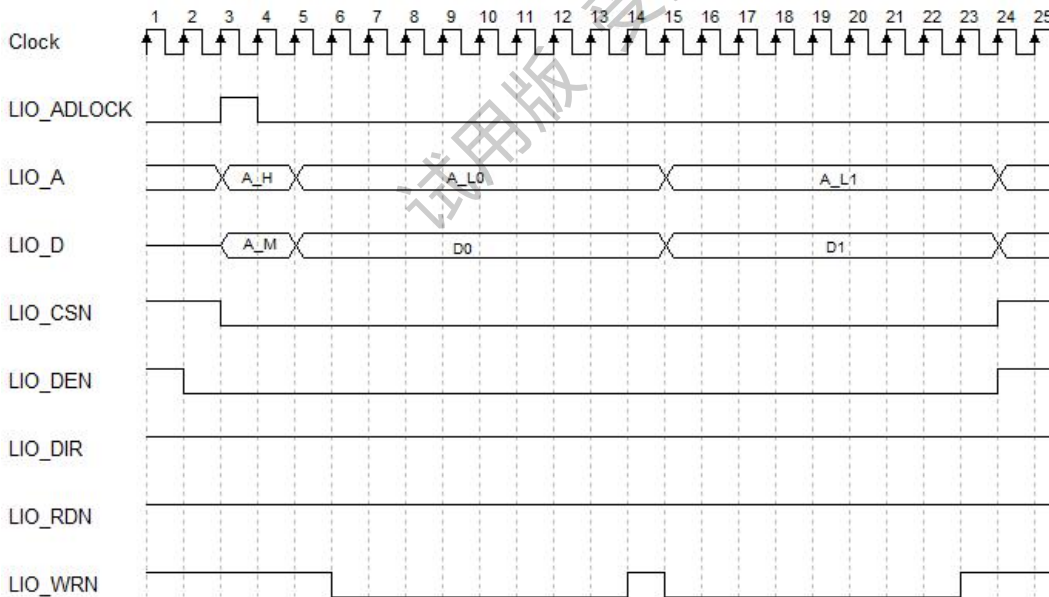 1 2 3 4 5 6 7 8 9 10 11 12 13 14 15 16 17 18 19 20 21 22 23 24 25
Clock
LIO_ADLOCK
LIO_A A_H A_L0 A_L1
LIO_D A_M D0 D1
LIO_CSN
LIO_DEN
LIO_DIR
LIO_RDN
LIO_WRN
试用版